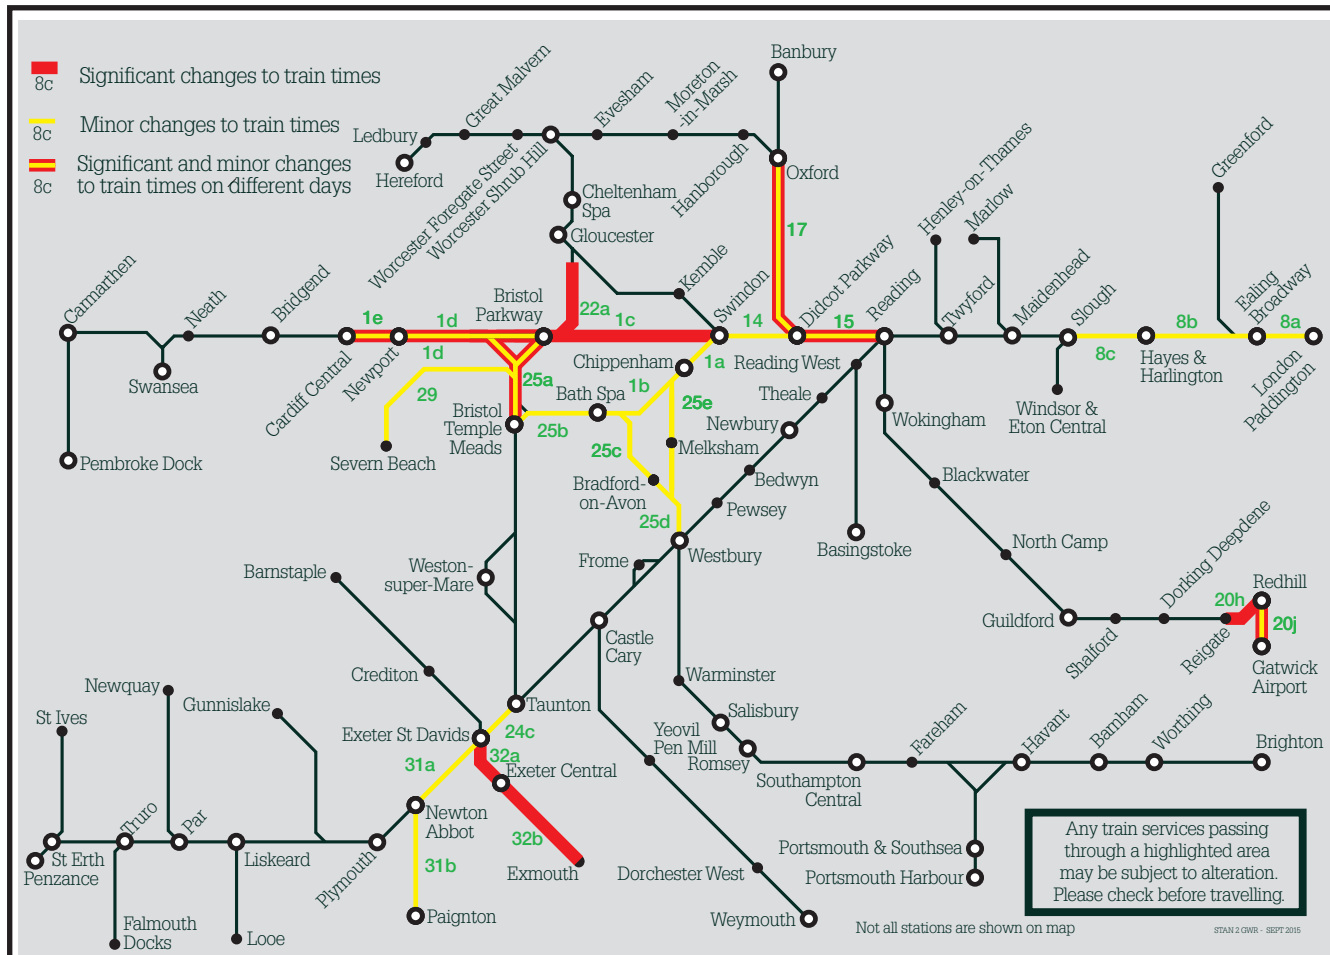 Significant changes to train times
8c
Minor changes to train times
8c
Significant and minor changes
to train times on different days
8c
Banbury
Ledbury
Great Malvern
Evesham
Moreton
-in-Marsh
Hereford
Worcester Foregate Street
Worcester Shrub Hill
Hanborough
Oxford
Cheltenham
Spa
Gloucester
Henley-on-Thames
Marlow
Greenford
17
Carmarthen
Neath
Bridgend
Bristol
Parkway
22a
Kemble
Swindon
Didcot Parkway
Reading
Twyford
Maidenhead
Slough
Ealing
Broadway
1e
1d
1c
14
15
8b
8a
Swansea
Cardiff Central
Newport
1d
Chippenham
1a
Reading West
8c
Hayes &
Harlington
London
Paddington
29
25a
Bath Spa
1b
25e
Theale
Wokingham
Windsor &
Eton Central
Bristol
Temple
Meads
25b
25c
Melksham
Newbury
Pembroke Dock
Severn Beach
Bradford-
on-Avon
Bedwyn
Blackwater
25d
Pewsey
Westbury
Basingstoke
North Camp
Barnstaple
Weston-
super-Mare
Frome
Guildford
Shalford
Dorking Deepdene
Reigate
20h
Redhill
20j
Gatwick
Airport
Castle
Cary
Crediton
Warminster
Newquay
Gunnislake
Taunton
Salisbury
St Ives
Exeter St Davids
24c
Yeovil
Pen Mill
Romsey
Fareham
Havant
Barnham
Worthing
Brighton
31a
32a
Exeter Central
Southampton
Central
Newton
Abbot
Truro
Par
St Erth
Penzance
Liskeard
Plymouth
31b
32b
Exmouth
Dorchester West
Portsmouth & Southsea
Portsmouth Harbour
Any train services passing
through a highlighted area
may be subject to alteration.
Please check before travelling.
Falmouth
Docks
Looe
Paignton
Weymouth
Not all stations are shown on map
STAN 2 GWR - SEPT 2015